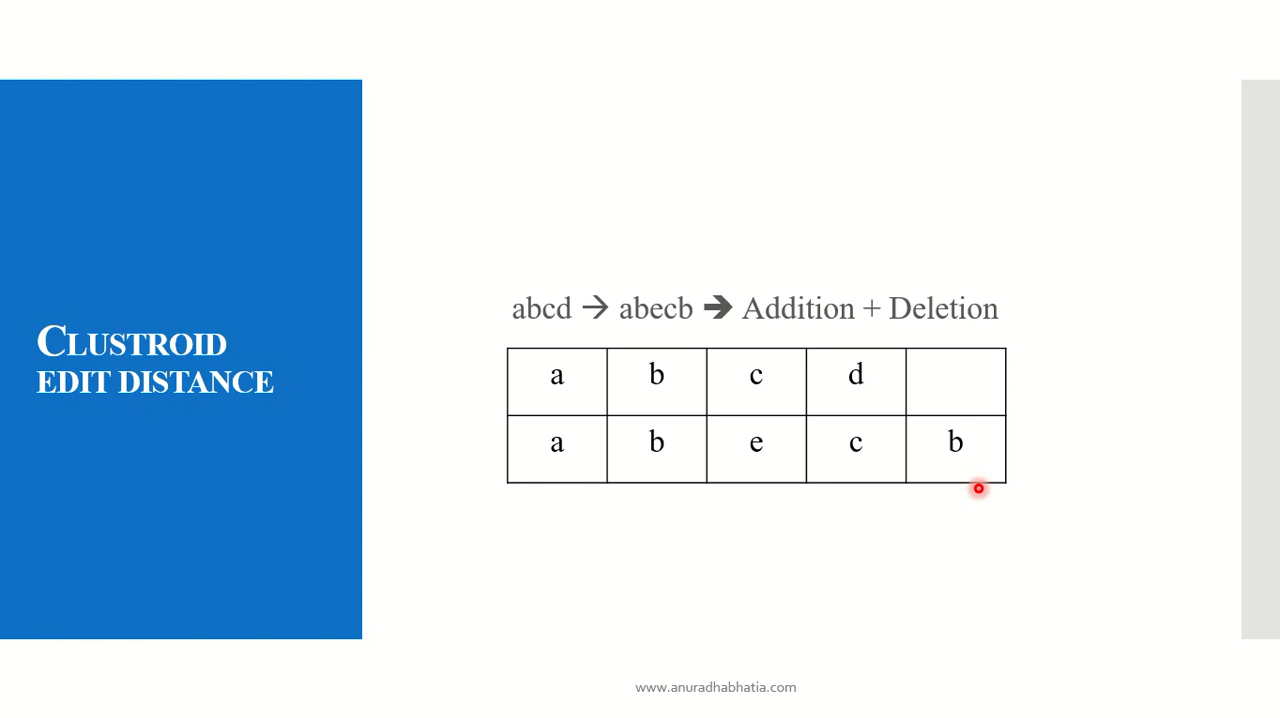 CLUSTROID
EDIT DISTANCE
abcd → abecb 🡺 Addition + Deletion
a b c d
a b e c b
www.anuradhabhatia.com